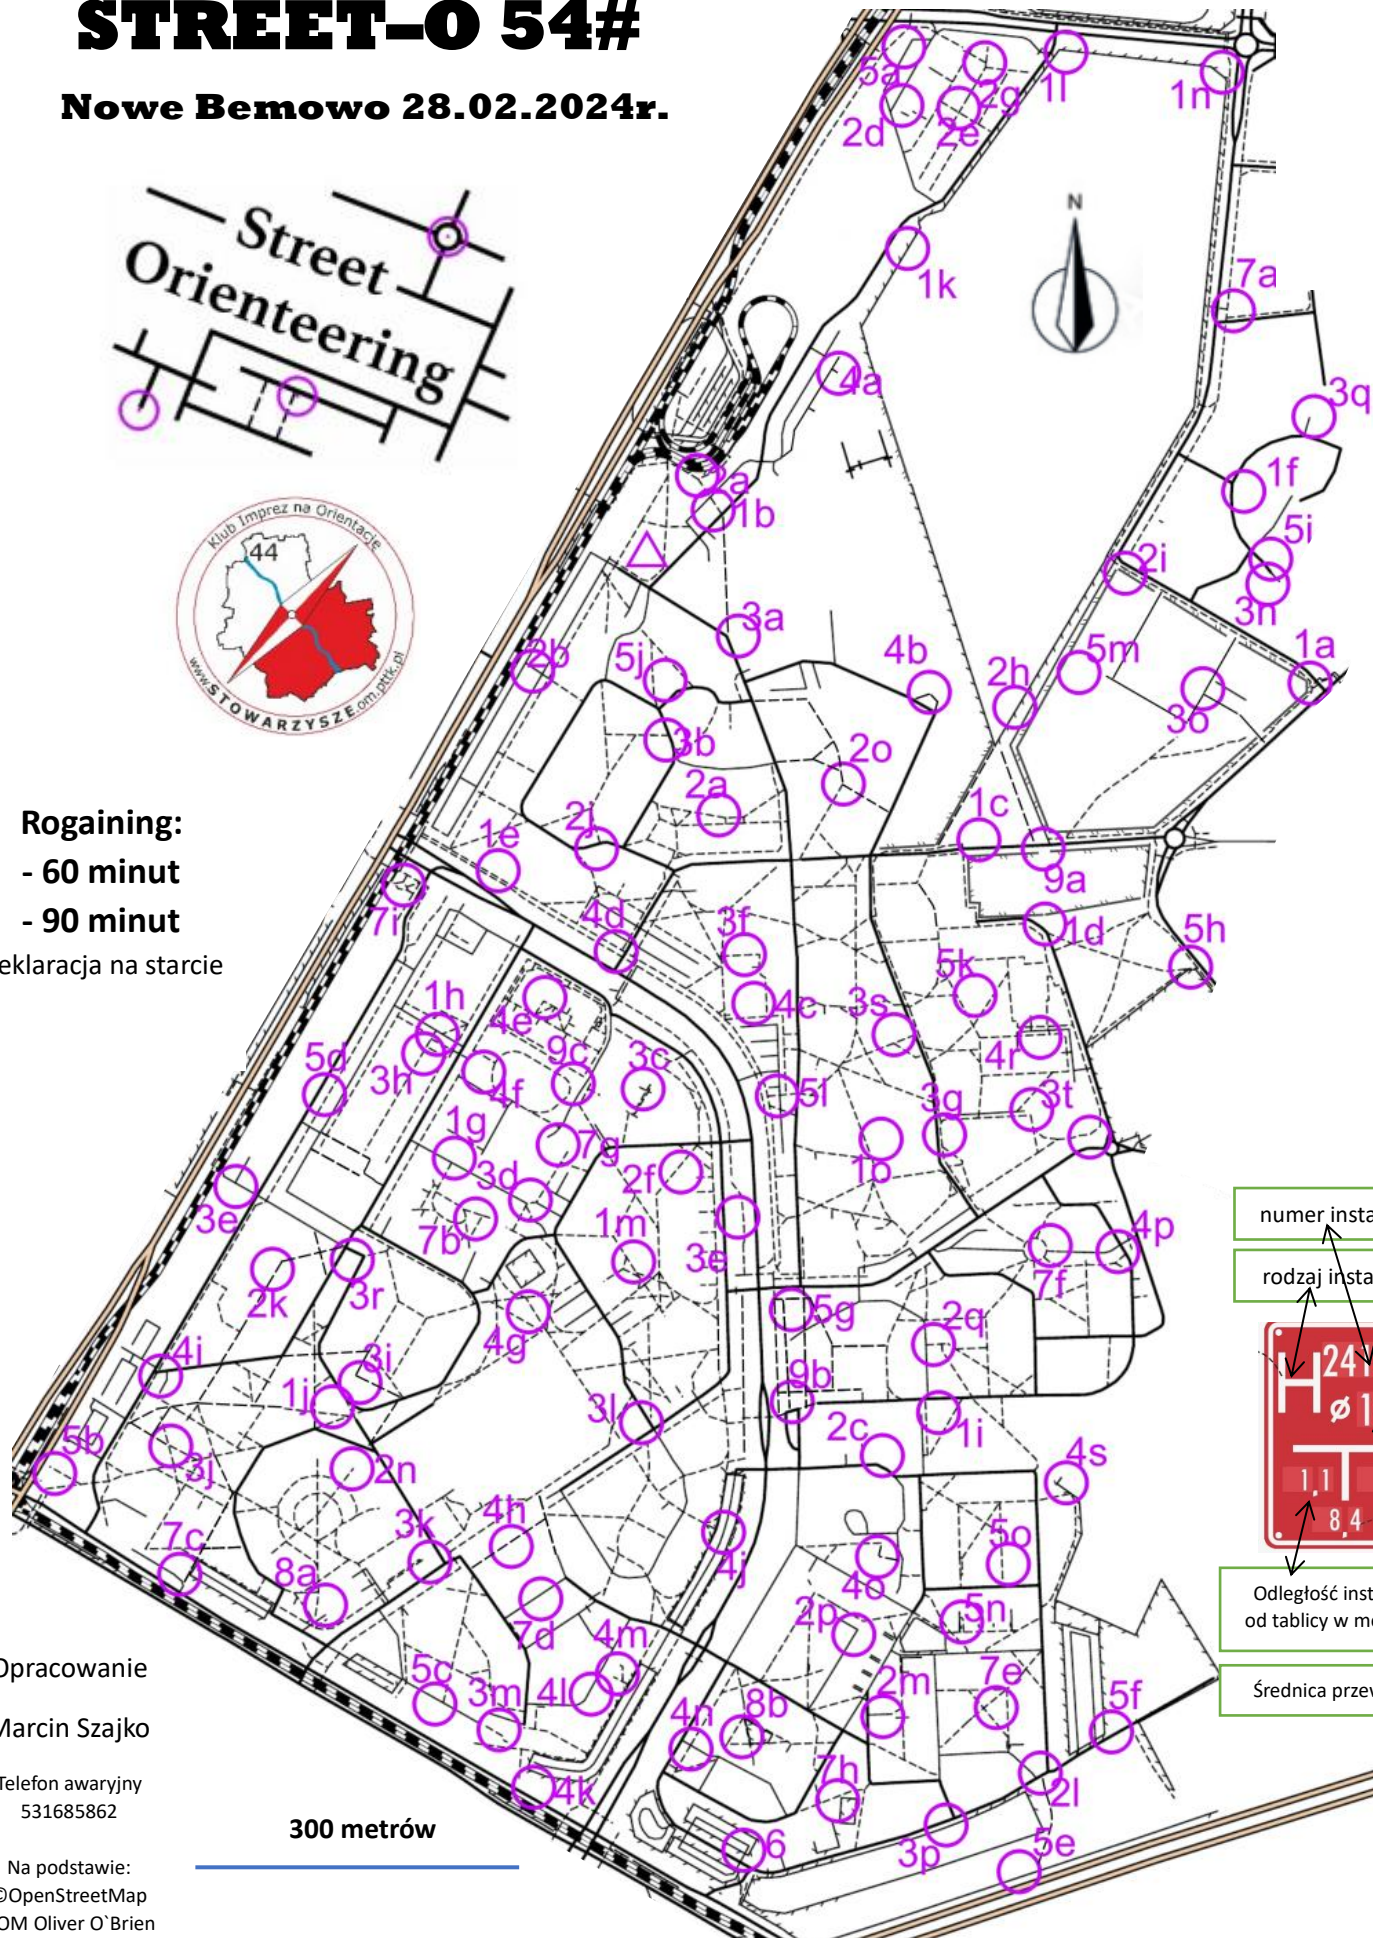 STREET–O 54#
Nowe Bemowo 28.02.2024r.
Street
Orienteering
Klub Imprez na Orientację
44
www.STOWARZYSZE.om.pttk.pl
Rogaining:
- 60 minut
- 90 minut
eklaracja na starcie
N
5a
2d
2g
2e
1l
1n
1k
7a
4a
3q
1f
5i
3n
2i
1a
1b
3a
2b
5j
4b
2h
5m
3o
1a
3b
2o
2a
1c
2j
1e
9a
7i
4d
3f
1d
5h
5k
4c
3s
1h
4e
9c
3c
4r
5d
3h
4f
5l
3g
3t
1g
7g
3d
2f
1o
3e
7b
1m
3e
7f
4p
2k
3r
4g
5g
2q
4i
3i
1j
9b
3l
2c
1i
5b
3j
2n
4s
3k
4h
5o
7c
8a
4j
4o
7d
2p
5n
4m
5c
3m
4l
2m
7e
5f
4n
8b
7h
4k
2l
6
3p
5e
numer insta
rodzaj insta
H
241
ø 1
1,1
8,4
Odległość inst
od tablicy w me
Średnica przew
Opracowanie
Marcin Szajko
Telefon awaryjny
531685862
300 metrów
Na podstawie:
©OpenStreetMap
OM Oliver O`Brien